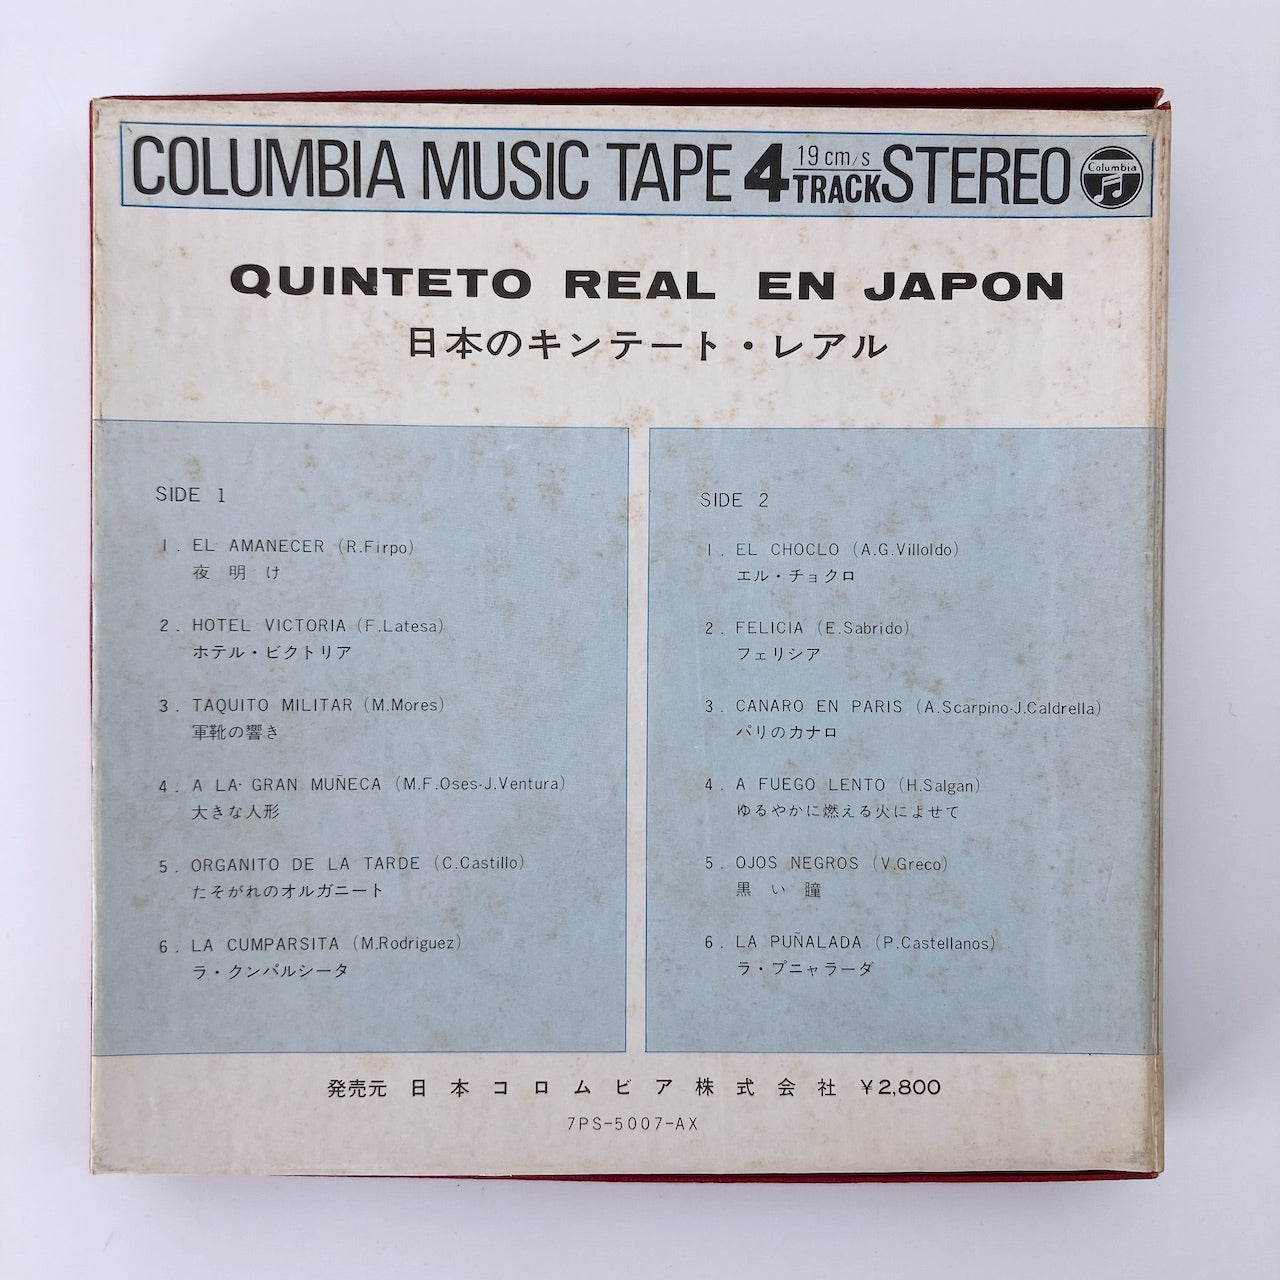 COLUMBIA MUSIC TAPE 4 19cm/s TRACK STEREO Columbia
QUINTETO REAL EN JAPON
日本のキンテート・レアル
SIDE 1
1. EL AMANECER (R.Firpo)
夜明け
2. HOTEL VICTORIA (F.Latesa)
ホテル・ビクトリア
3. TAQUITO MILITAR (M.Mores)
軍靴の響き
4. A LA GRAN MUÑECA (M.F.Oses-J.Ventura)
大きな人形
5. ORGANITO DE LA TARDE (C.Castillo)
たそがれのオルガニート
6. LA CUMPARSITA (M.Rodriguez)
ラ・クンパルシータ
SIDE 2
1. EL CHOCLO (A.G.Villoldo)
エル・チョクロ
2. FELICIA (E.Sabrido)
フェリシア
3. CANARO EN PARIS (A.Scarpino-J.Caldrella)
パリのカナロ
4. A FUEGO LENTO (H.Salgan)
ゆるやかに燃える火によせて
5. OJOS NEGROS (V.Greco)
黒い瞳
6. LA PUÑALADA (P.Castellanos)
ラ・プニャラーダ
発売元 日本コロムビア株式会社 ¥2,800
7PS-5007-AX